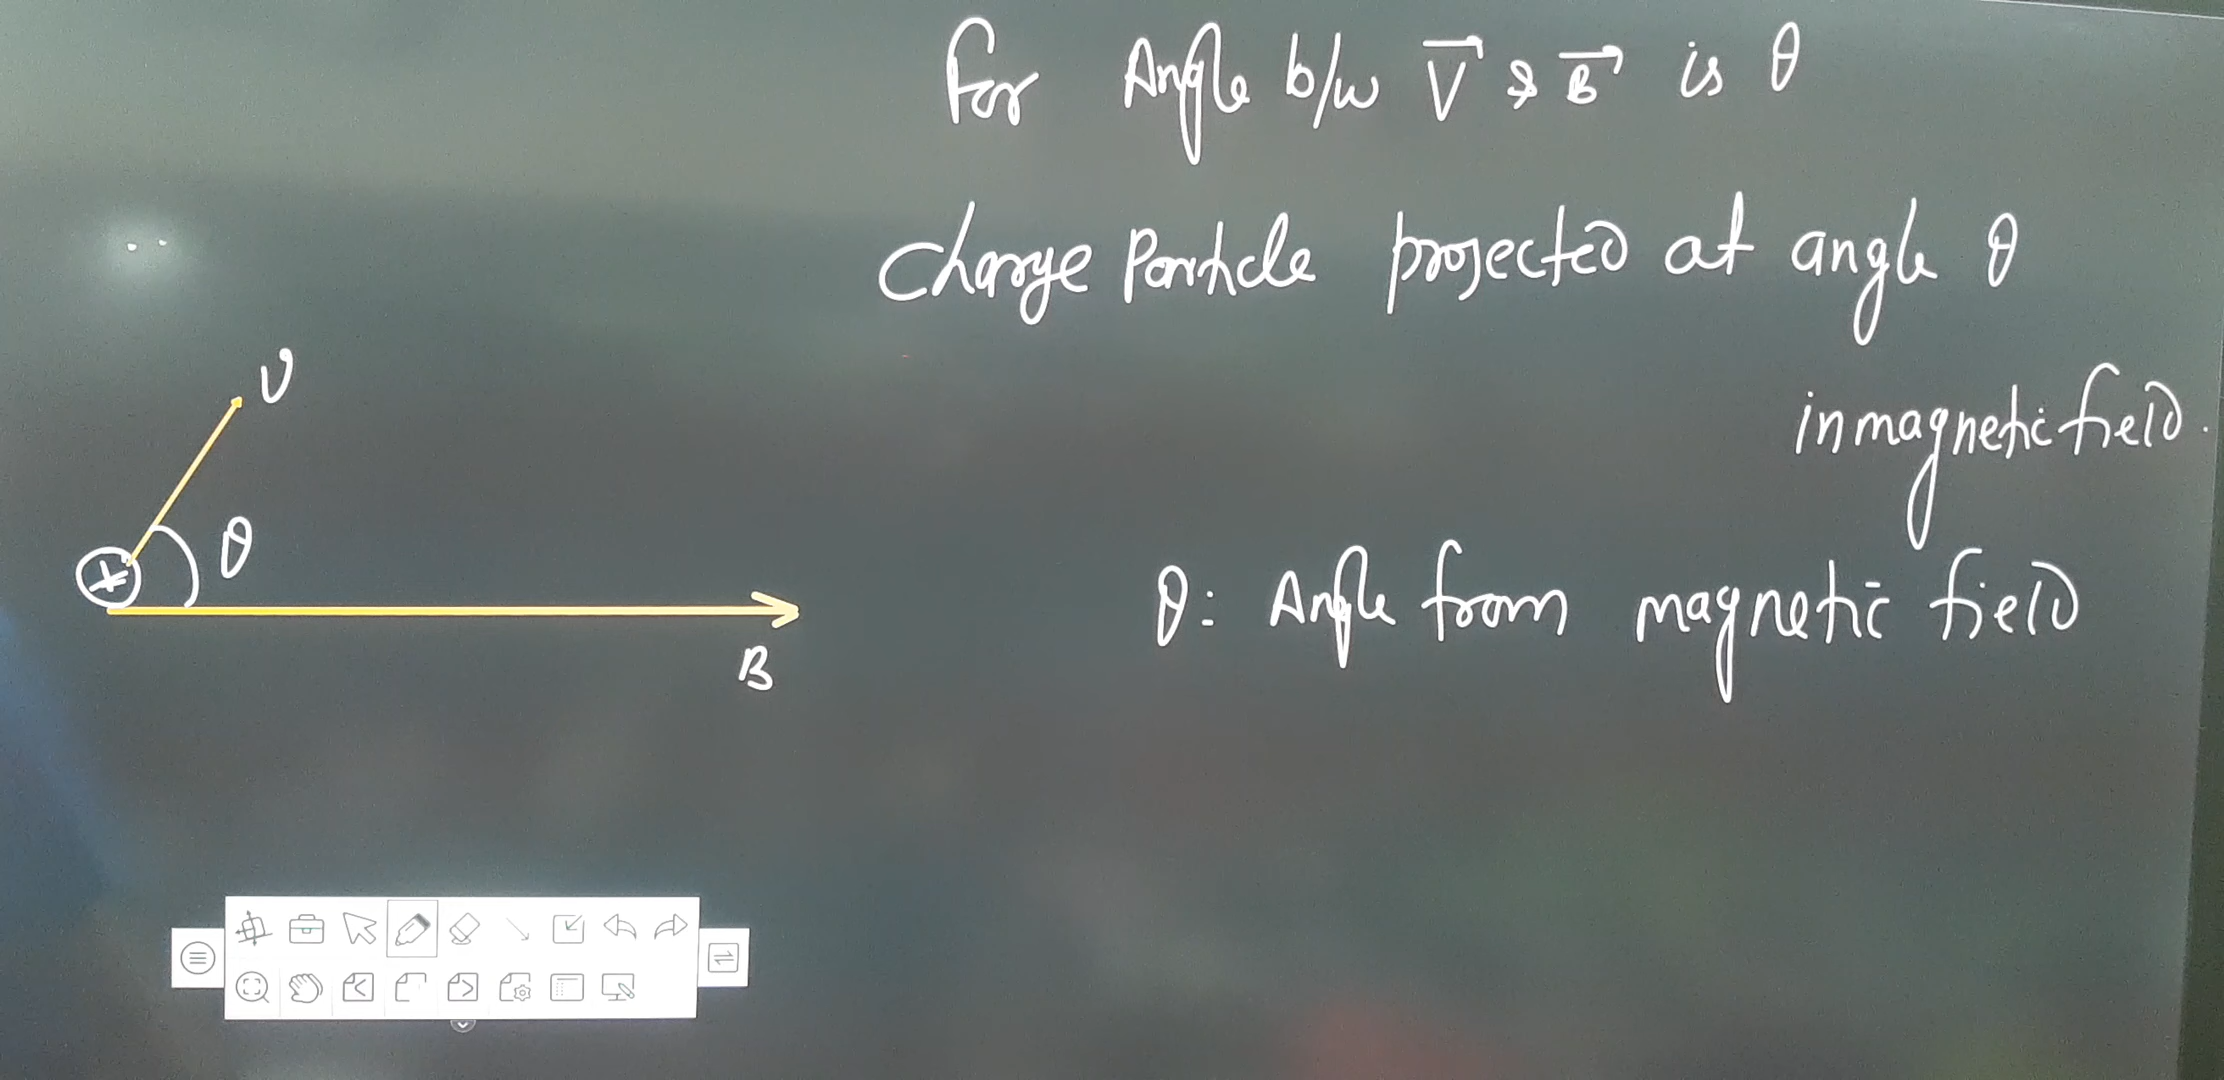 For Angle b/w V & B is θ
Charge Particle projected at angle θ
in magnetic field.
θ: Angle from magnetic field
υ
θ
+
B